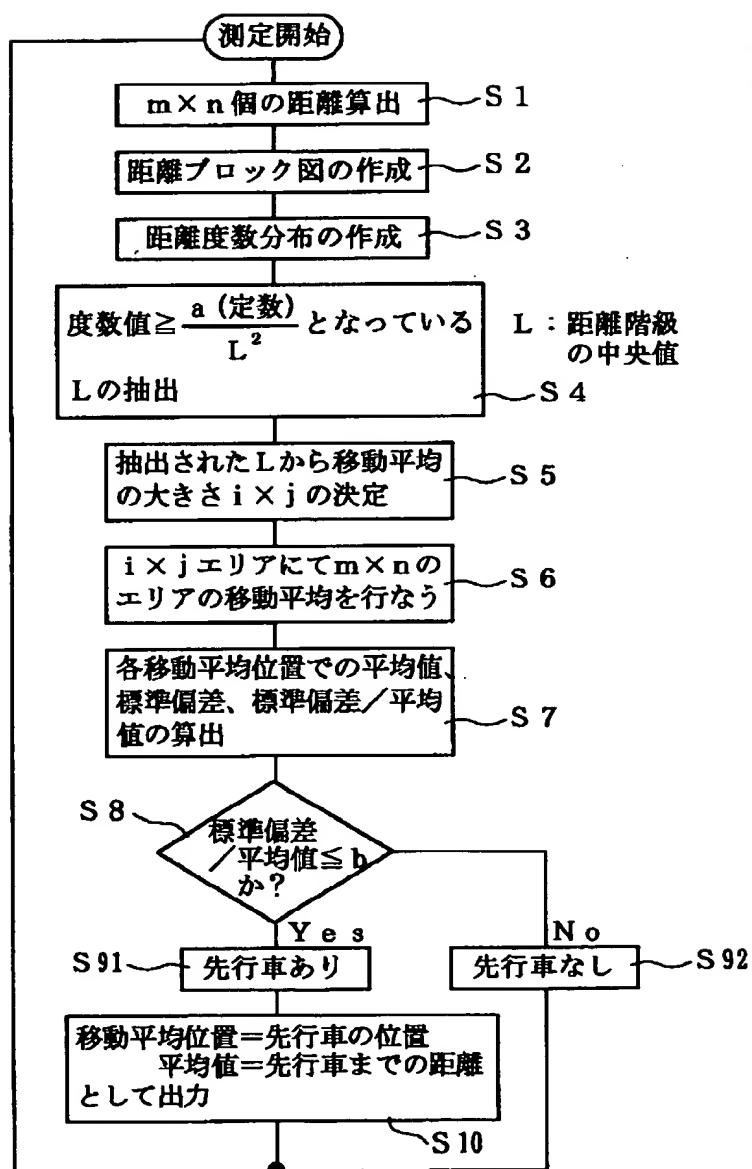 測定開始
m×n個の距離算出
S1
距離ブロック図の作成
S2
距離度数分布の作成
S3
度数値≧a(定数)/L²となっている
Lの抽出
L:距離階級
の中央値
S4
抽出されたLから移動平均
の大きさi×jの決定
S5
i×jエリアにてm×nの
エリアの移動平均を行なう
S6
各移動平均位置での平均値、
標準偏差、標準偏差/平均
値の算出
S7
S8
標準偏差
/平均値≦b
か?
Yes
No
S91
先行車あり
先行車なし
S92
移動平均位置=先行車の位置
平均値=先行車までの距離
として出力
S10